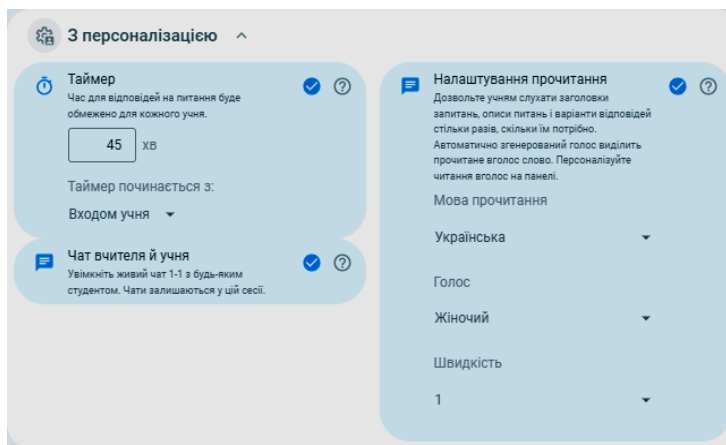 З персоналізацією
Таймер
Час для відповідей на питання буде
обмежено для кожного учня.
45 хв
Таймер починається з:
Входом учня
Чат вчителя й учня
Увімкніть живий чат 1-1 з будь-яким
студентом. Чати залишаються у цій сесії.
Налаштування прочитання
Дозвольте учням слухати заголовки
запитань, описи питань і варіанти відповідей
стільки разів, скільки їм потрібно.
Автоматично згенерований голос виділить
прочитане вголос слово. Персоналізуйте
читання вголос на панелі.
Мова прочитання
Українська
Голос
Жіночий
Швидкість
1